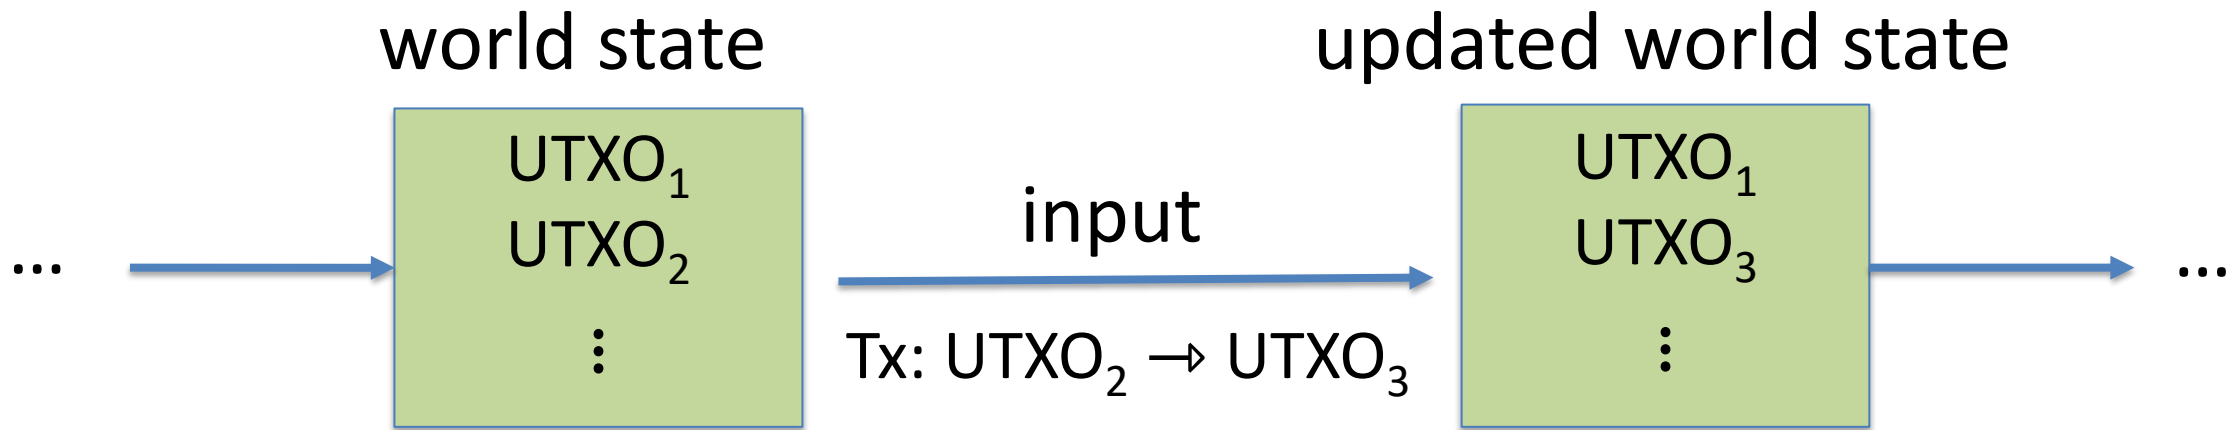 world state
updated world state
UTXO₁
UTXO₂
⋮
input
Tx: UTXO₂ → UTXO₃
UTXO₁
UTXO₃
⋮
...
...